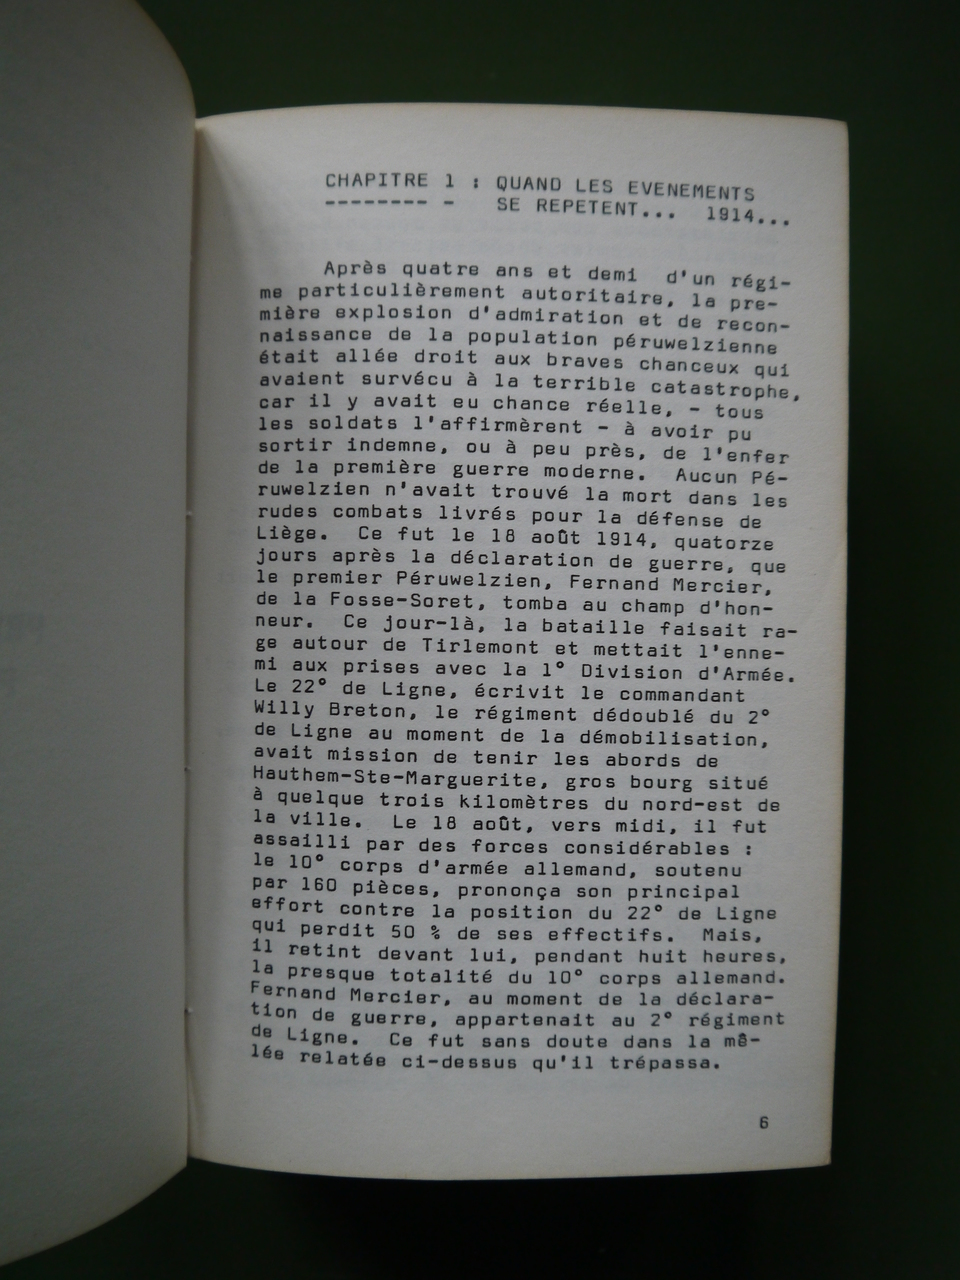 CHAPITRE 1 : QUAND LES EVENEMENTS
-------- -   SE REPETENT...  1914...
Après quatre ans et demi d'un régi-
me particulièrement autoritaire, la pre-
mière explosion d'admiration et de recon-
naissance de la population péruwelzienne
était allée droit aux braves chanceux qui
avaient survécu à la terrible catastrophe,
car il y avait eu chance réelle, - tous
les soldats l'affirmèrent - à avoir pu
sortir indemne, ou à peu près, de l'enfer
de la première guerre moderne. Aucun Pé-
ruwelzien n'avait trouvé la mort dans les
rudes combats livrés pour la défense de
Liège. Ce fut le 18 août 1914, quatorze
jours après la déclaration de guerre, que
le premier Péruwelzien, Fernand Mercier,
de la Fosse-Soret, tomba au champ d'hon-
neur. Ce jour-là, la bataille faisait ra-
ge autour de Tirlemont et mettait l'enne-
mi aux prises avec la 1° Division d'Armée.
Le 22° de Ligne, écrivit le commandant
Willy Breton, le régiment dédoublé du 2°
de Ligne au moment de la démobilisation,
avait mission de tenir les abords de
Hauthem-Ste-Marguerite, gros bourg situé
à quelque trois kilomètres du nord-est de
la ville. Le 18 août, vers midi, il fut
assailli par des forces considérables :
le 10° corps d'armée allemand, soutenu
par 160 pièces, prononça son principal
effort contre la position du 22° de Ligne
qui perdit 50 % de ses effectifs. Mais,
il retint devant lui, pendant huit heures,
la presque totalité du 10° corps allemand.
Fernand Mercier, au moment de la déclara-
tion de guerre, appartenait au 2° régiment
de Ligne. Ce fut sans doute dans la mê-
lée relatée ci-dessus qu'il trépassa.
6